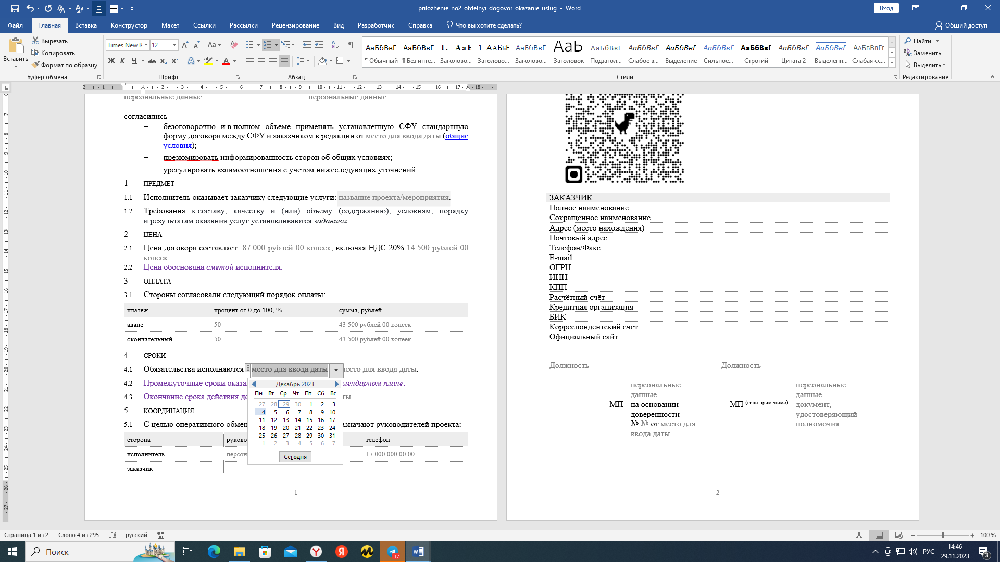 prilozhenie_no2_otdelnyi_dogovor_okazanie_uslug - Word
Вход
Файл
Главная
Вставка
Конструктор
Макет
Ссылки
Рассылки
Рецензирование
Вид
Разработчик
Справка
Что вы хотите сделать?
Общий доступ
Вставить
Вырезать
Копировать
Формат по образцу
Буфер обмена
Times New R
12
Шрифт
Абзац
АаБбВвГ
¶ Обычный
АаБбВвГ
¶ Без инте...
1. АаБ
Заголово...
1 ААББЕ
Заголово...
АаБбВвГ
Заголово...
АаЬ
Заголовок
АаБбВвГ
Подзагол...
АаБбВвГ
Слабое в...
АаБбВвГ
Выделение
АаБбВвГ
Сильное...
АаБбВвГ
Строгий
АаБбВвГ
Цитата 2
АаБбВвГ
Выделенн...
ААББВВГг
Слабая сс...
Стили
Найти
Заменить
Выделить
Редактирование
персональные данные
персональные данные
согласились
– безоговорочно и в полном объеме применять установленную СФУ стандартную
форму договора между СФУ и заказчиком в редакции от место для ввода даты (общие
условия);
– презюмировать информированность сторон об общих условиях;
– урегулировать взаимоотношения с учетом нижеследующих уточнений.
1 ПРЕДМЕТ
1.1 Исполнитель оказывает заказчику следующие услуги: название проекта/мероприятия.
1.2 Требования к составу, качеству и (или) объему (содержанию), условиям, порядку
и результатам оказания услуг устанавливаются заданием.
2 ЦЕНА
2.1 Цена договора составляет: 87 000 рублей 00 копеек, включая НДС 20% 14 500 рублей 00
копеек.
2.2 Цена обоснована сметой исполнителя.
3 ОПЛАТА
3.1 Стороны согласовали следующий порядок оплаты:
платеж процент от 0 до 100, % сумма, рублей
аванс 50 43 500 рублей 00 копеек
окончательный 50 43 500 рублей 00 копеек
4 СРОКИ
4.1 Обязательства исполняются место для ввода даты место для ввода даты.
4.2 Промежуточные сроки оказа лендарном плане.
4.3 Окончание срока действия до ты.
Декабрь 2023
Пн Вт Ср Чт Пт Сб Вс
27 28 29 30 1 2 3
4 5 6 7 8 9 10
11 12 13 14 15 16 17
18 19 20 21 22 23 24
25 26 27 28 29 30 31
1 2 3 4 5 6 7
Сегодня
5 КООРДИНАЦИЯ
5.1 С целью оперативного обмен азначают руководителей проекта:
сторона руково телефон
исполнитель персон +7 000 000 00 00
заказчик
1
ЗАКАЗЧИК
Полное наименование
Сокращенное наименование
Адрес (место нахождения)
Почтовый адрес
Телефон/Факс:
E-mail
ОГРН
ИНН
КПП
Расчётный счёт
Кредитная организация
БИК
Корреспондентский счет
Официальный сайт
Должность
МП
персональные
данные
на основании
доверенности
№ № от место для
ввода даты
Должность
МП (если применимо)
персональные
данные
документ,
удостоверяющий
полномочия
2
Страница 1 из 2
Слово 4 из 295
русский
100 %
Поиск
РУС
14:46
29.11.2023
3